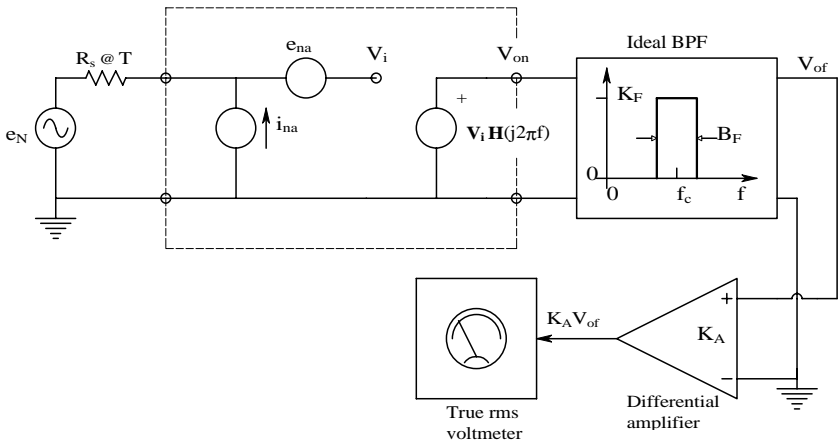 Ideal BPF
R_s @ T
e_na
V_i
V_on
V_of
K_F
+
e_N
i_na
V_i H(j2πf)
B_F
0
0
f_c
f
K_A V_of
+
K_A
−
True rms
voltmeter
Differential
amplifier